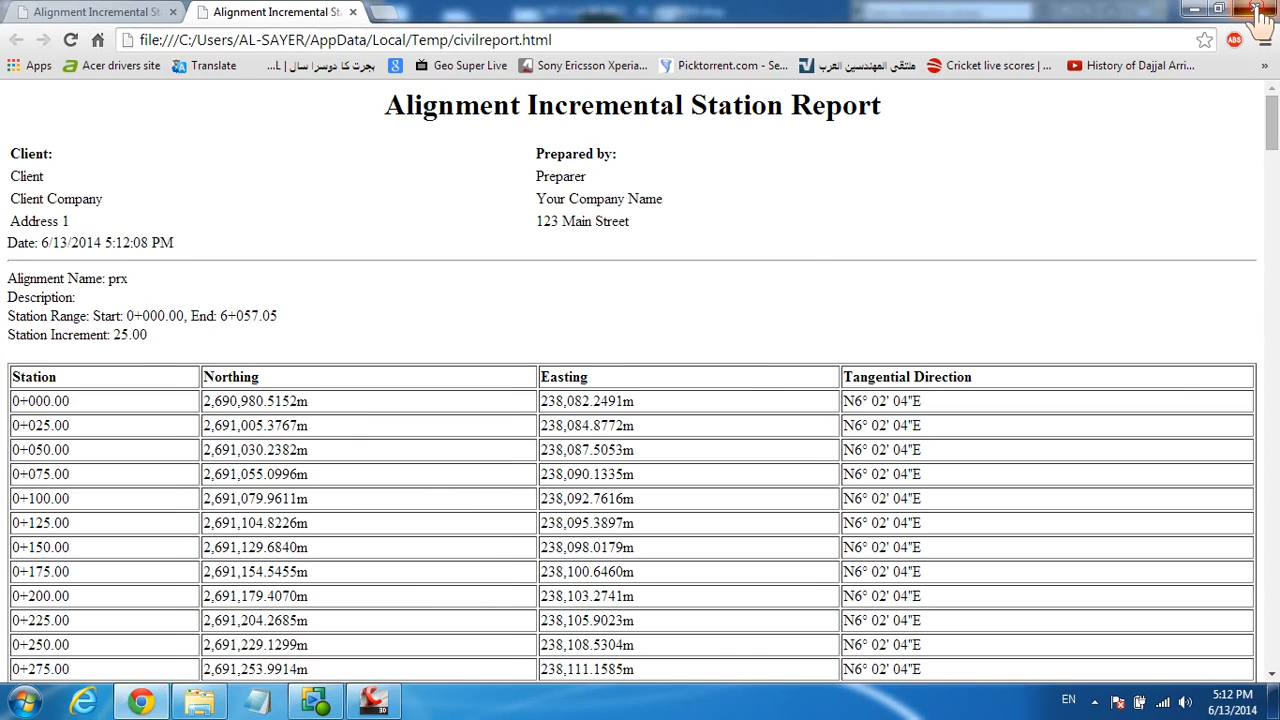 Alignment Incremental St
Alignment Incremental Sta
file:///C:/Users/AL-SAYER/AppData/Local/Temp/civilreport.html
ABS
Apps
Acer drivers site
Translate
L... | بجرت کا دوسرا سال
Geo Super Live
Sony Ericsson Xperia...
Picktorrent.com - Se...
ملتقى المهندسين العرب
Cricket live scores | ...
History of Dajjal Arri...
»
Alignment Incremental Station Report
Client:
Prepared by:
Client
Preparer
Client Company
Your Company Name
Address 1
123 Main Street
Date: 6/13/2014 5:12:08 PM
Alignment Name: prx
Description:
Station Range: Start: 0+000.00, End: 6+057.05
Station Increment: 25.00
Station Northing Easting Tangential Direction
0+000.00 2,690,980.5152m 238,082.2491m N6° 02' 04"E
0+025.00 2,691,005.3767m 238,084.8772m N6° 02' 04"E
0+050.00 2,691,030.2382m 238,087.5053m N6° 02' 04"E
0+075.00 2,691,055.0996m 238,090.1335m N6° 02' 04"E
0+100.00 2,691,079.9611m 238,092.7616m N6° 02' 04"E
0+125.00 2,691,104.8226m 238,095.3897m N6° 02' 04"E
0+150.00 2,691,129.6840m 238,098.0179m N6° 02' 04"E
0+175.00 2,691,154.5455m 238,100.6460m N6° 02' 04"E
0+200.00 2,691,179.4070m 238,103.2741m N6° 02' 04"E
0+225.00 2,691,204.2685m 238,105.9023m N6° 02' 04"E
0+250.00 2,691,229.1299m 238,108.5304m N6° 02' 04"E
0+275.00 2,691,253.9914m 238,111.1585m N6° 02' 04"E
3D
EN
5:12 PM
6/13/2014